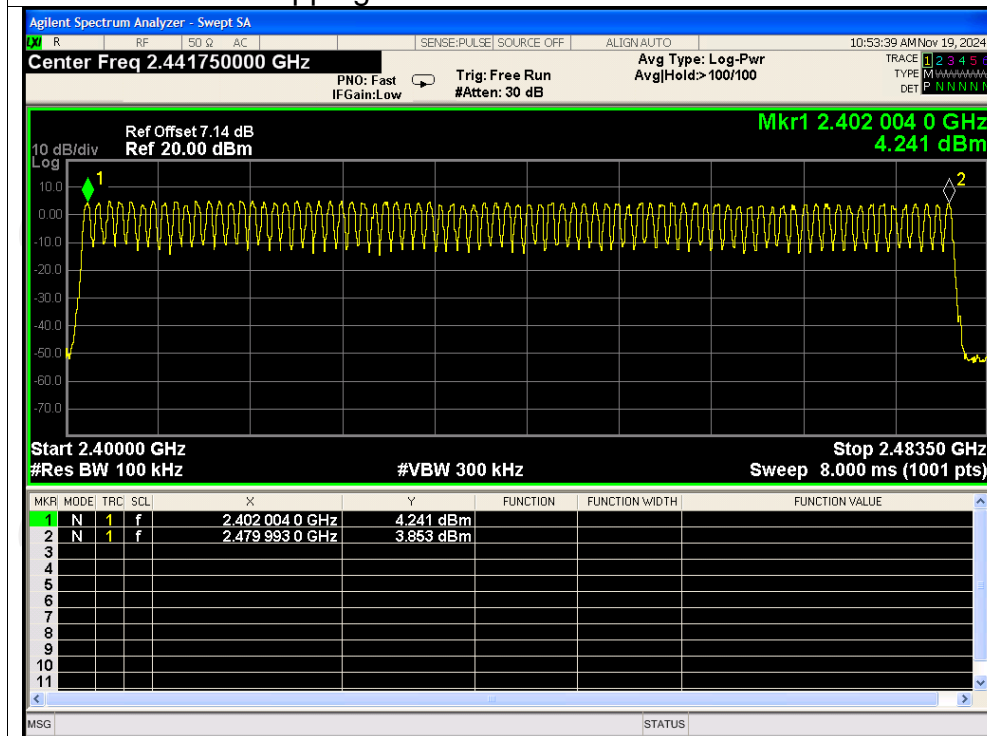 Agilent Spectrum Analyzer - Swept SA
LXI R RF 50 Ω AC SENSE:PULSE SOURCE OFF ALIGN AUTO 10:53:39 AM Nov 19, 2024
Center Freq 2.441750000 GHz
PNO: Fast
IFGain:Low
Trig: Free Run
#Atten: 30 dB
Avg Type: Log-Pwr
Avg|Hold:> 100/100
TRACE 1 2 3 4 5 6
TYPE M
DET P N N N N N
Mkr1 2.402 004 0 GHz
4.241 dBm
Ref Offset 7.14 dB
10 dB/div Ref 20.00 dBm
Log
1
2
10.0
0.00
-10.0
-20.0
-30.0
-40.0
-50.0
-60.0
-70.0
Start 2.40000 GHz Stop 2.48350 GHz
#Res BW 100 kHz #VBW 300 kHz Sweep 8.000 ms (1001 pts)
MKR MODE TRC SCL X Y FUNCTION FUNCTION WIDTH FUNCTION VALUE
1 N 1 f 2.402 004 0 GHz 4.241 dBm
2 N 1 f 2.479 993 0 GHz 3.853 dBm
3
4
5
6
7
8
9
10
11
MSG STATUS